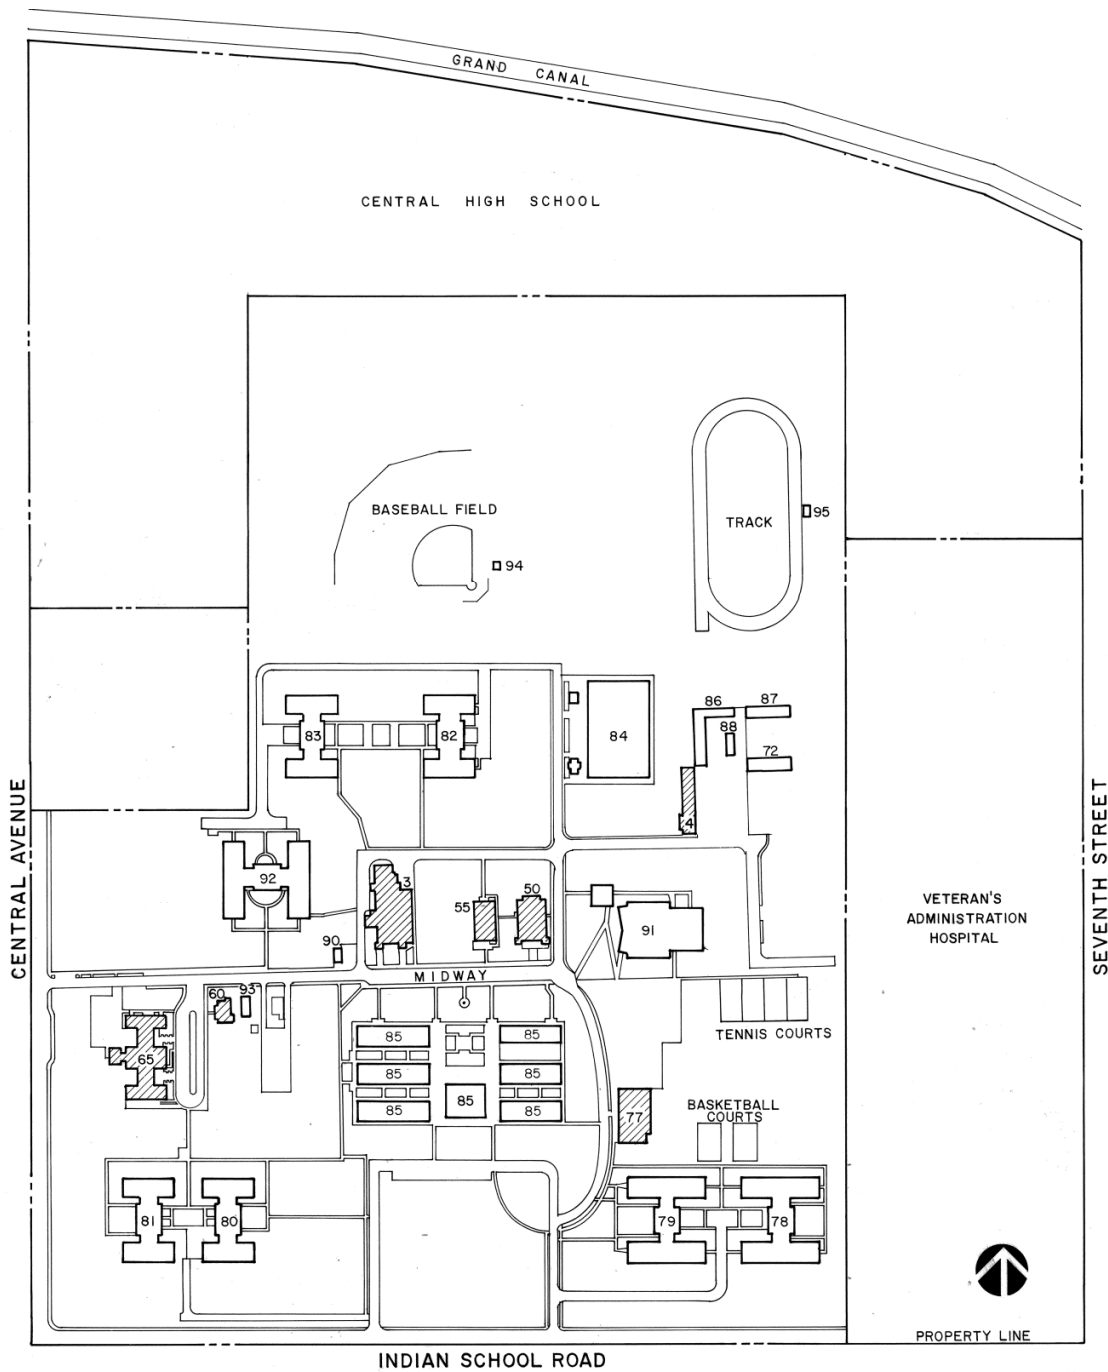 GRAND CANAL
CENTRAL HIGH SCHOOL
BASEBALL FIELD
TRACK
95
94
86
87
88
83
82
84
72
4
CENTRAL AVENUE
SEVENTH STREET
92
3
55
50
91
VETERAN'S
ADMINISTRATION
HOSPITAL
90
MIDWAY
60
93
TENNIS COURTS
85
85
65
85
85
85
85
85
77
BASKETBALL
COURTS
81
80
79
78
PROPERTY LINE
INDIAN SCHOOL ROAD